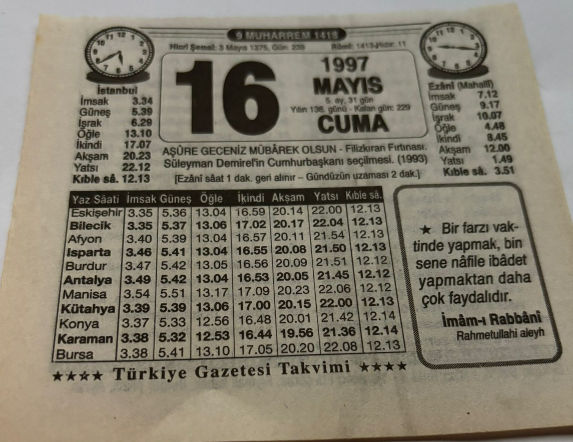 9 MUHARREM 1418
Hicrî Şemsî: 3 Mayıs 1375, Gün: 239 Rûmî: 1413-Hızır: 11
16
1997
MAYIS
5. ay, 31 gün
Yılın 136. günü - Kalan gün: 229
CUMA
AŞÛRE GECENİZ MÜBÂREK OLSUN - Filizkıran Fırtınası.
Süleyman Demirel'in Cumhurbaşkanı seçilmesi. (1993)
[Ezânî sâat 1 dak. geri alınır – Gündüzün uzaması 2 dak.]
İstanbul
İmsak 3.34
Güneş 5.39
İşrak 6.29
Öğle 13.10
İkindi 17.07
Akşam 20.23
Yatsı 22.12
Kıble sâ. 12.13
Ezânî (Mahallî)
İmsak 7.12
Güneş 9.17
İşrak 10.07
Öğle 4.48
İkindi 8.45
Akşam 12.00
Yatsı 1.49
Kıble sâ. 3.51
Yaz Sâati İmsak Güneş Öğle İkindi Akşam Yatsı Kıble sâ.
Eskişehir 3.35 5.36 13.04 16.59 20.14 22.00 12.13
Bilecik 3.35 5.37 13.06 17.02 20.17 22.04 12.13
Afyon 3.40 5.39 13.04 16.57 20.11 21.54 12.13
Isparta 3.46 5.41 13.04 16.55 20.08 21.50 12.13
Burdur 3.47 5.42 13.05 16.56 20.09 21.51 12.12
Antalya 3.49 5.42 13.04 16.53 20.05 21.45 12.12
Manisa 3.54 5.51 13.17 17.09 20.23 22.06 12.12
Kütahya 3.39 5.39 13.06 17.00 20.15 22.00 12.13
Konya 3.37 5.33 12.56 16.48 20.01 21.42 12.14
Karaman 3.38 5.32 12.53 16.44 19.56 21.36 12.14
Bursa 3.38 5.41 13.10 17.05 20.20 22.08 12.13
★ Bir farzı vak-
tinde yapmak, bin
sene nâfile ibâdet
yapmaktan daha
çok faydalıdır.
İmâm-ı Rabbânî
Rahmetullahi aleyh
★★★★ Türkiye Gazetesi Takvimi ★★★★